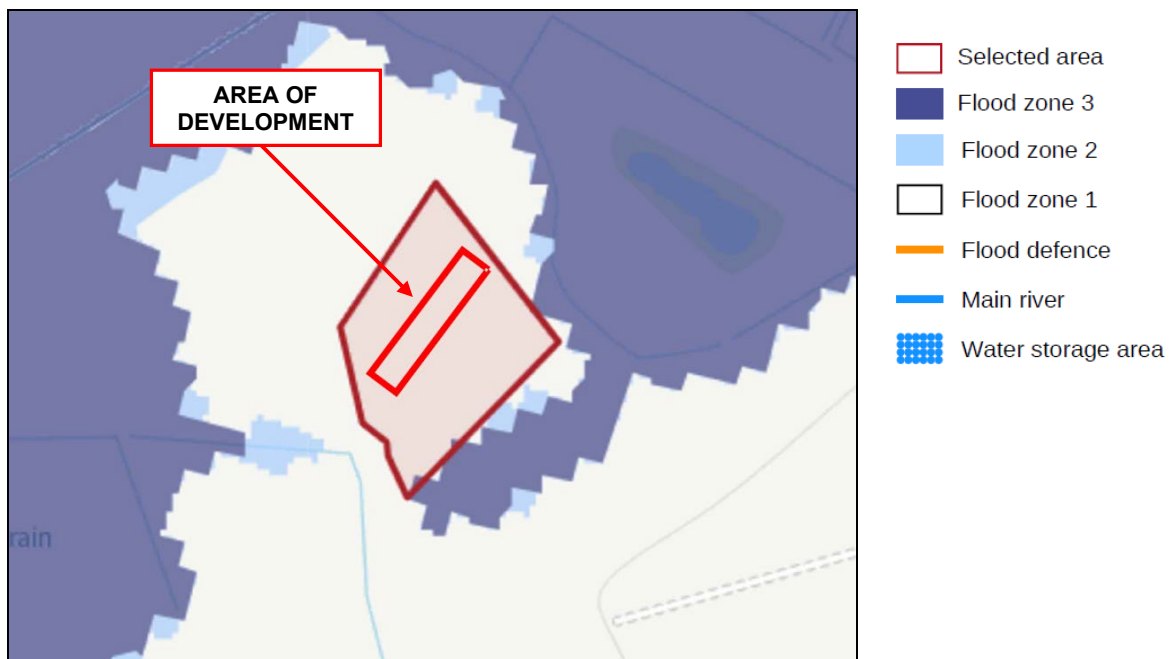 AREA OF
DEVELOPMENT
rain
Selected area
Flood zone 3
Flood zone 2
Flood zone 1
Flood defence
Main river
Water storage area